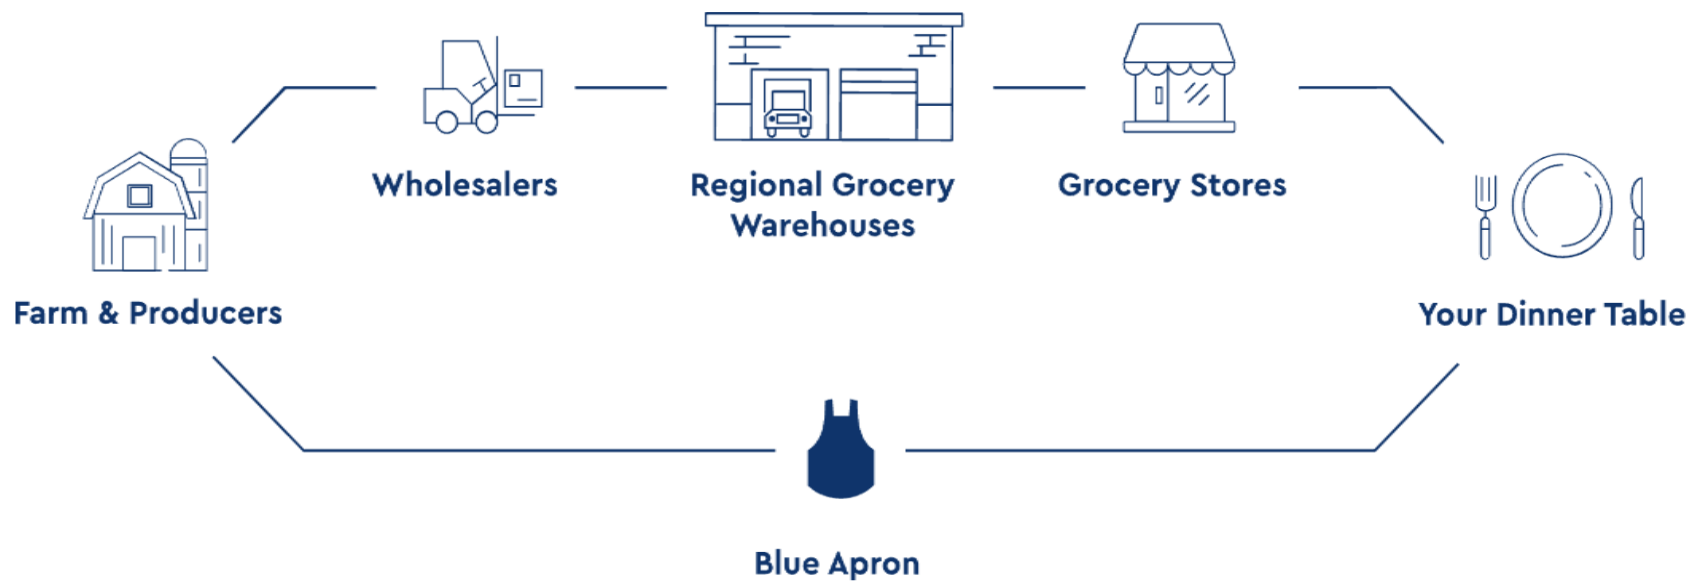 Wholesalers
Regional Grocery
Warehouses
Grocery Stores
Farm & Producers
Your Dinner Table
Blue Apron